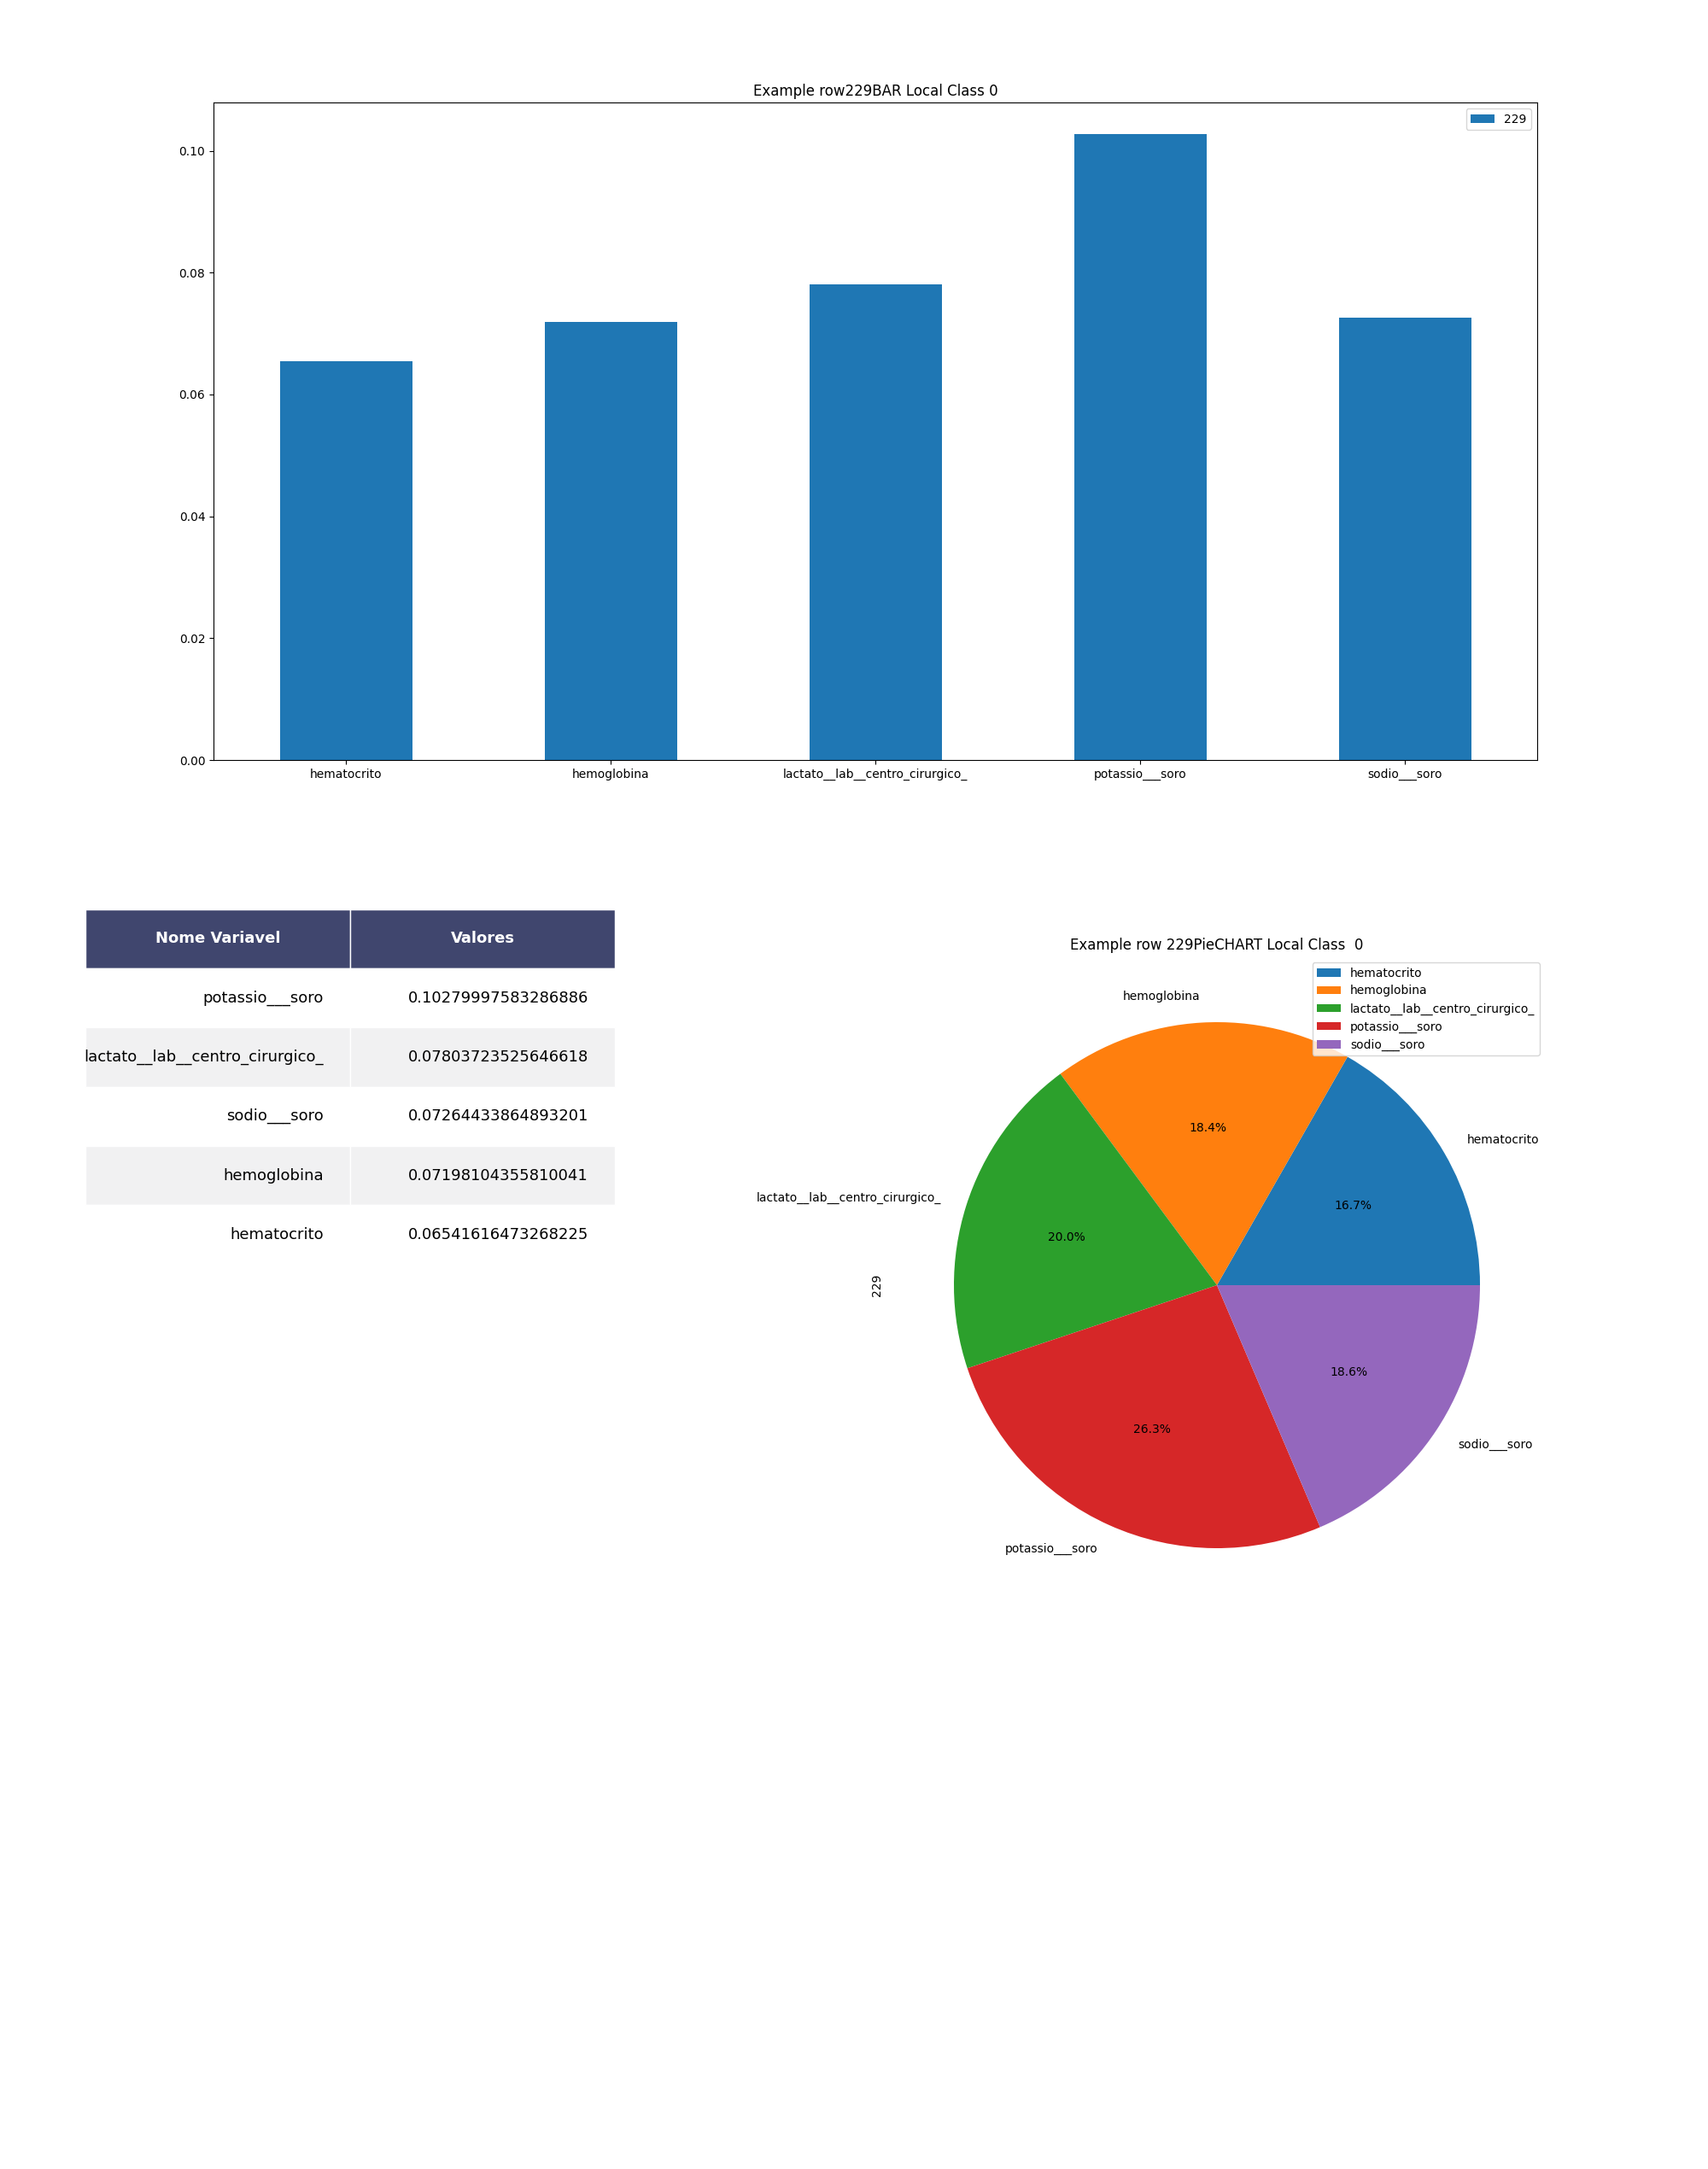 Example row229BAR Local Class 0
229
0.10
0.08
0.06
0.04
0.02
0.00
hematocrito hemoglobina lactato__lab__centro_cirurgico_ potassio___soro sodio___soro
Nome Variavel Valores
potassio___soro 0.10279997583286886
lactato__lab__centro_cirurgico_ 0.07803723525646618
sodio___soro 0.07264433864893201
hemoglobina 0.07198104355810041
hematocrito 0.06541616473268225
Example row 229PieCHART Local Class  0
hematocrito
hemoglobina
lactato__lab__centro_cirurgico_
potassio___soro
sodio___soro
hemoglobina
18.4%
hematocrito
16.7%
lactato__lab__centro_cirurgico_
20.0%
229
18.6%
26.3%
sodio___soro
potassio___soro